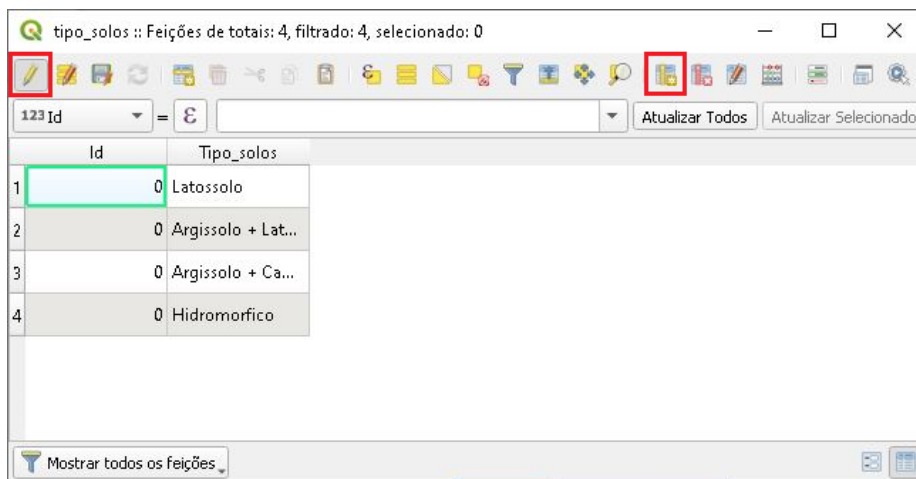 tipo_solos :: Feições de totais: 4, filtrado: 4, selecionado: 0
123 Id = ε Atualizar Todos Atualizar Selecionado
Id Tipo_solos
1 0 Latossolo
2 0 Argissolo + Lat...
3 0 Argissolo + Ca...
4 0 Hidromorfico
Mostrar todos os feições